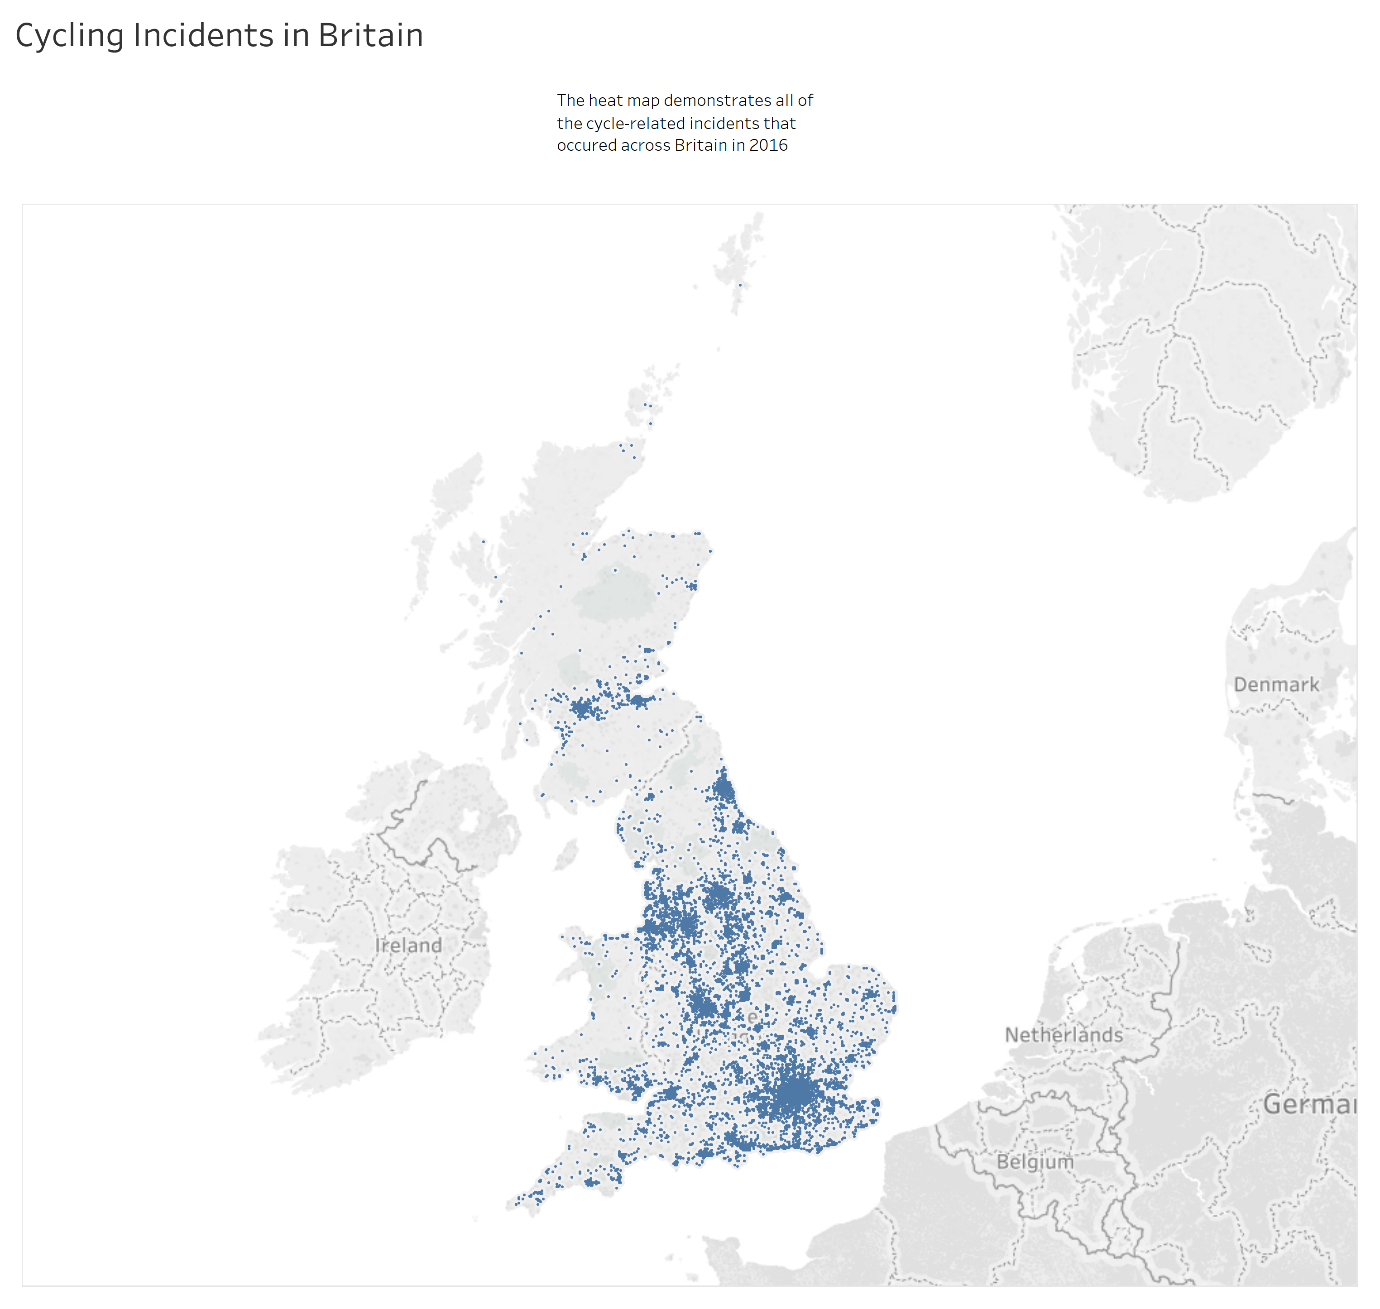 Cycling Incidents in Britain
The heat map demonstrates all of
the cycle-related incidents that
occured across Britain in 2016
Denmark
Ireland
Netherlands
Belgium